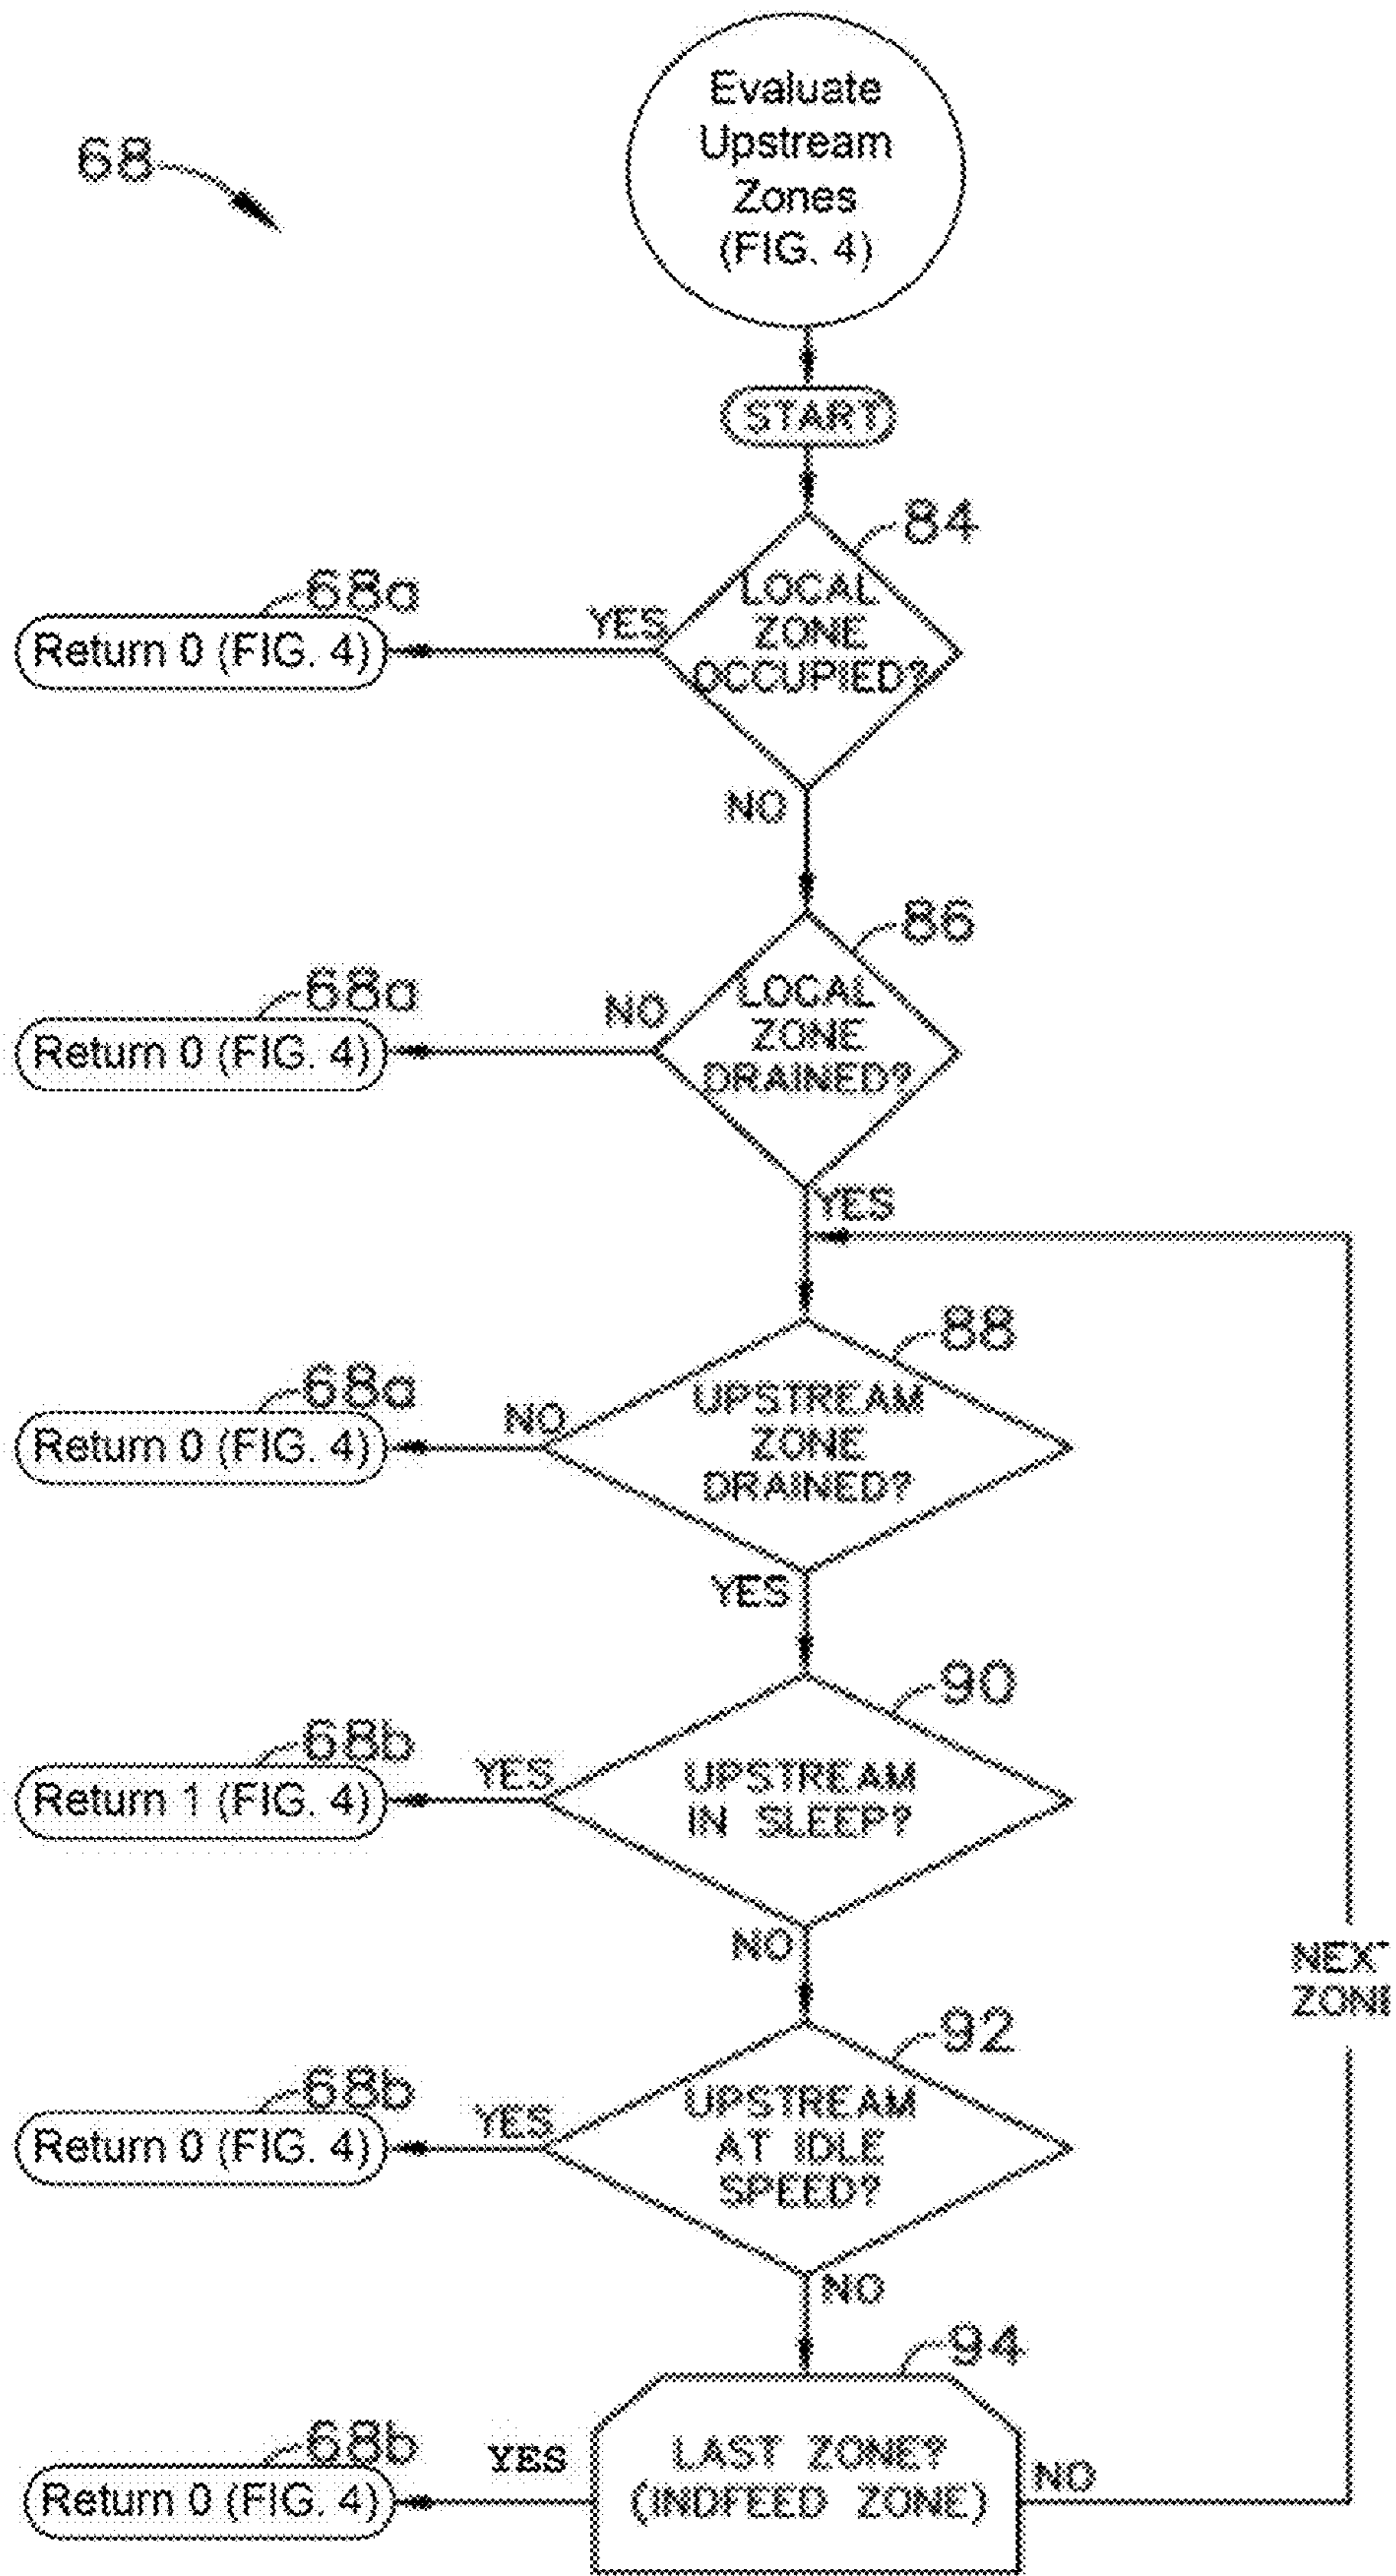 Evaluate
Upstream
Zones
(FIG. 4)
68
START
84
LOCAL
ZONE
OCCUPIED?
YES
68a
Return 0 (FIG. 4)
NO
86
LOCAL
ZONE
DRAINED?
NO
68a
Return 0 (FIG. 4)
YES
88
UPSTREAM
ZONE
DRAINED?
NO
68a
Return 0 (FIG. 4)
YES
90
UPSTREAM
IN SLEEP?
YES
68b
Return 1 (FIG. 4)
NO
NEXT
ZONE
92
UPSTREAM
AT IDLE
SPEED?
YES
68b
Return 0 (FIG. 4)
NO
94
LAST ZONE?
(INDFEED ZONE)
YES
68b
Return 0 (FIG. 4)
NO